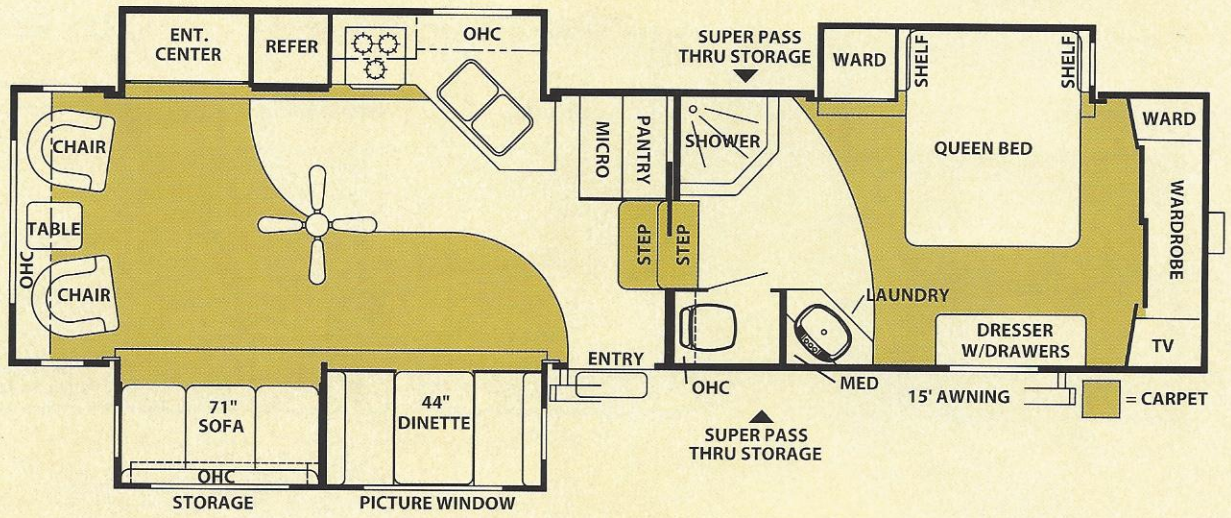 ENT.
CENTER
REFER
OHC
SUPER PASS
THRU STORAGE
WARD
SHELF
SHELF
CHAIR
MICRO
PANTRY
SHOWER
QUEEN BED
WARD
TABLE
OHC
STEP
STEP
WARDROBE
CHAIR
LAUNDRY
DRESSER
W/DRAWERS
TV
ENTRY
OHC
MED
15' AWNING
= CARPET
71"
SOFA
44"
DINETTE
OHC
SUPER PASS
THRU STORAGE
STORAGE
PICTURE WINDOW